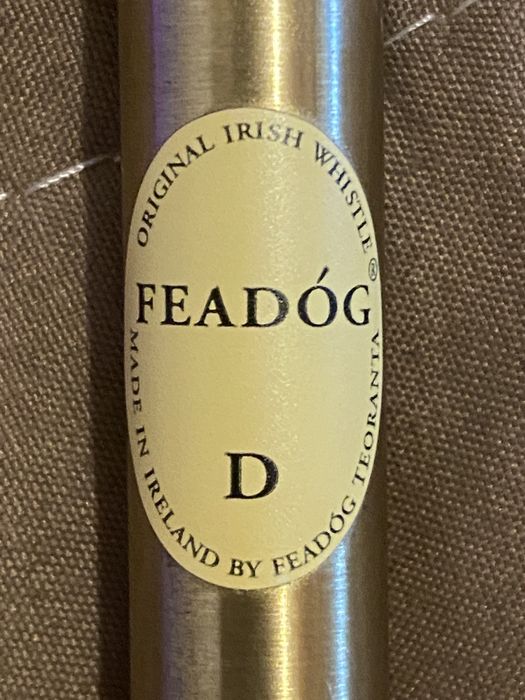 ORIGINAL IRISH WHISTLE ®
FEADÓG
D
MADE IN IRELAND BY FEADÓG TEORANTA